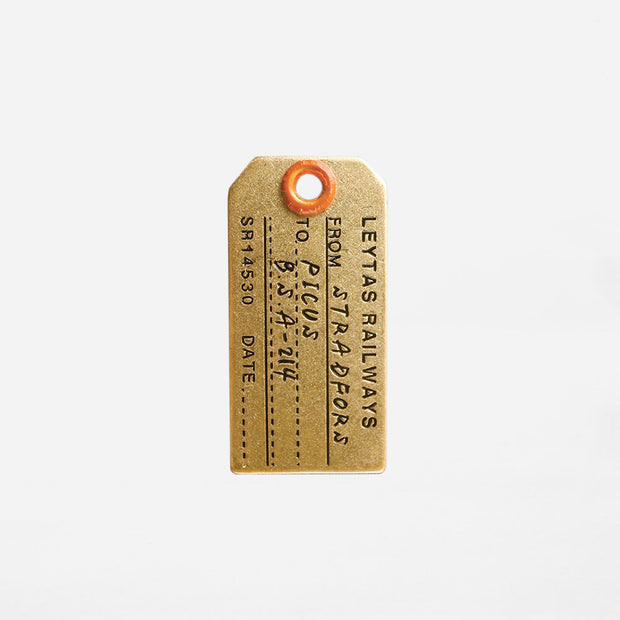 LEYTAS RAILWAYS
FROM STRADFORS
TO PICUS
B.S.A-214
SR14530 DATE